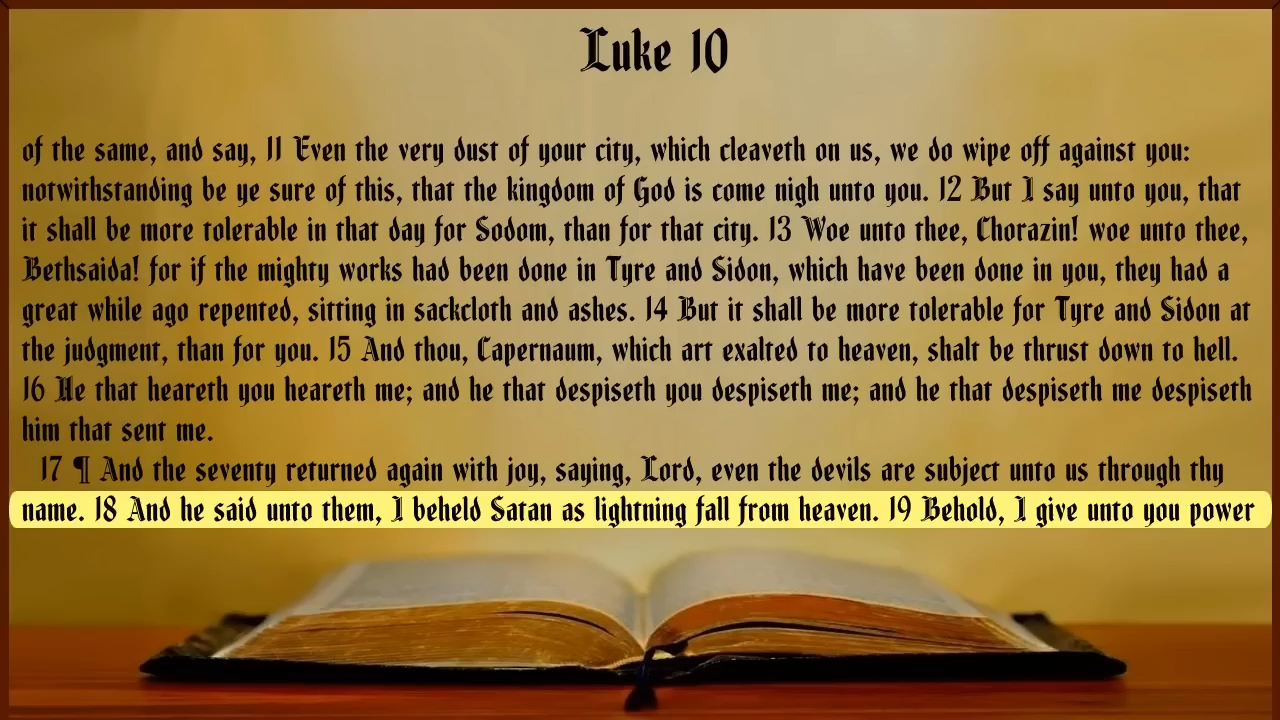 Luke 10
of the same, and say, 11 Even the very dust of your city, which cleaveth on us, we do wipe off against you:
notwithstanding be ye sure of this, that the kingdom of God is come nigh unto you. 12 But I say unto you, that
it shall be more tolerable in that day for Sodom, than for that city. 13 Woe unto thee, Chorazin! woe unto thee,
Bethsaida! for if the mighty works had been done in Tyre and Sidon, which have been done in you, they had a
great while ago repented, sitting in sackcloth and ashes. 14 But it shall be more tolerable for Tyre and Sidon at
the judgment, than for you. 15 And thou, Capernaum, which art exalted to heaven, shalt be thrust down to hell.
16 He that heareth you heareth me; and he that despiseth you despiseth me; and he that despiseth me despiseth
him that sent me.
17 ¶ And the seventy returned again with joy, saying, Lord, even the devils are subject unto us through thy
name. 18 And he said unto them, I beheld Satan as lightning fall from heaven. 19 Behold, I give unto you power